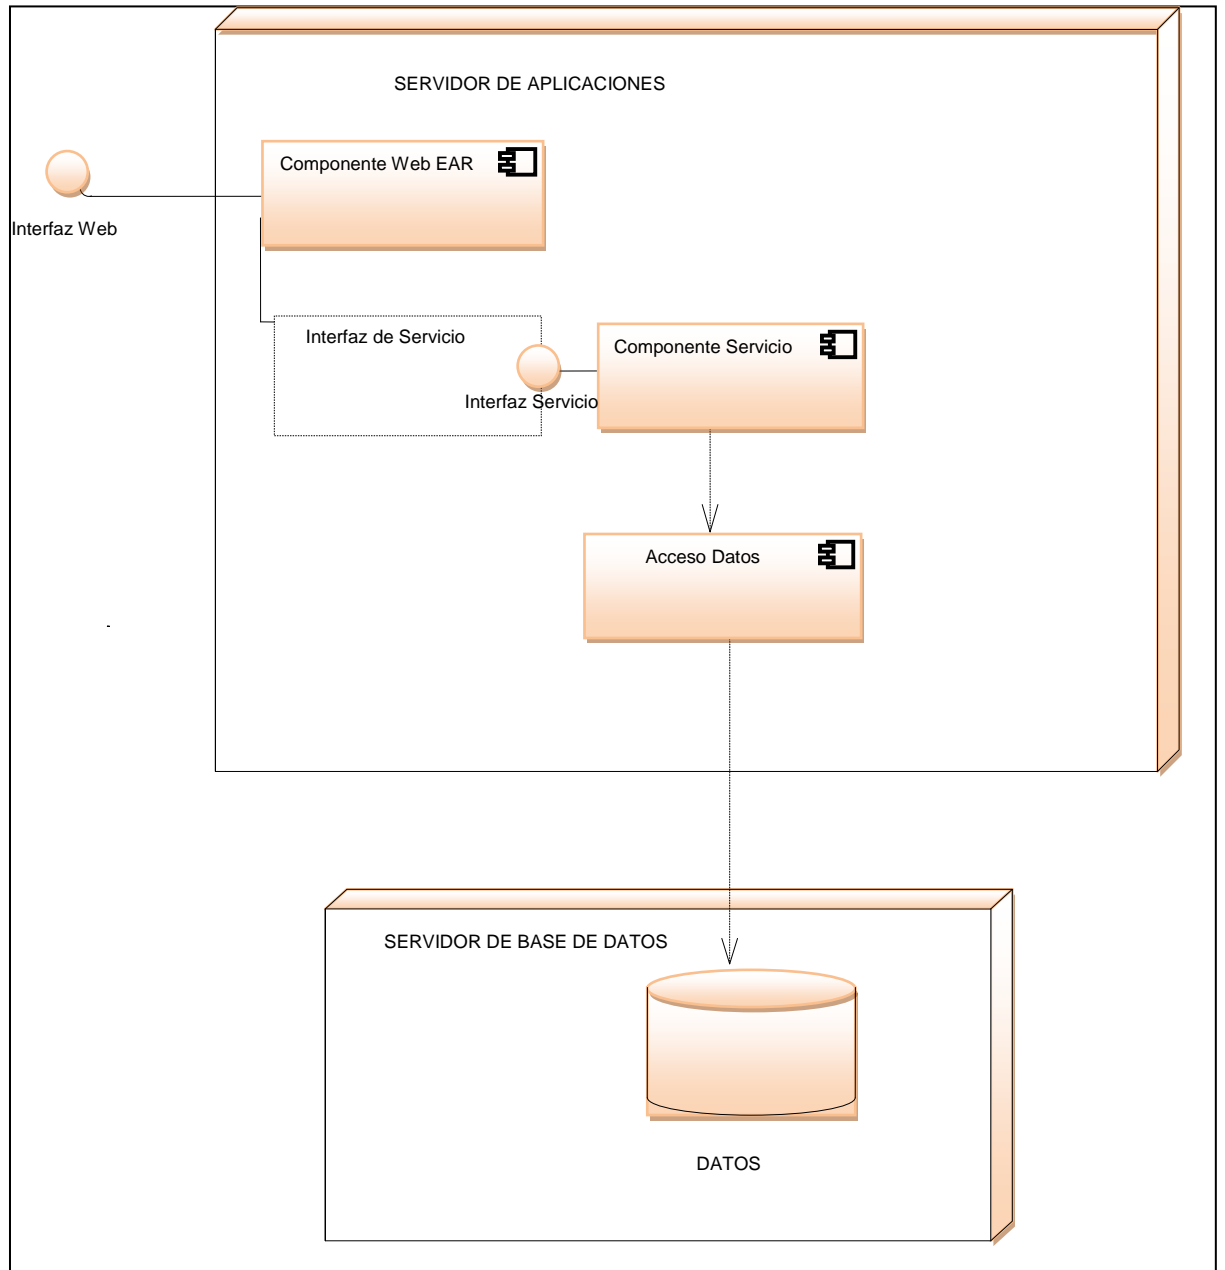 SERVIDOR DE APLICACIONES
Componente Web EAR
Interfaz Web
Interfaz de Servicio
Componente Servicio
Interfaz Servicio
Acceso Datos
-
SERVIDOR DE BASE DE DATOS
DATOS